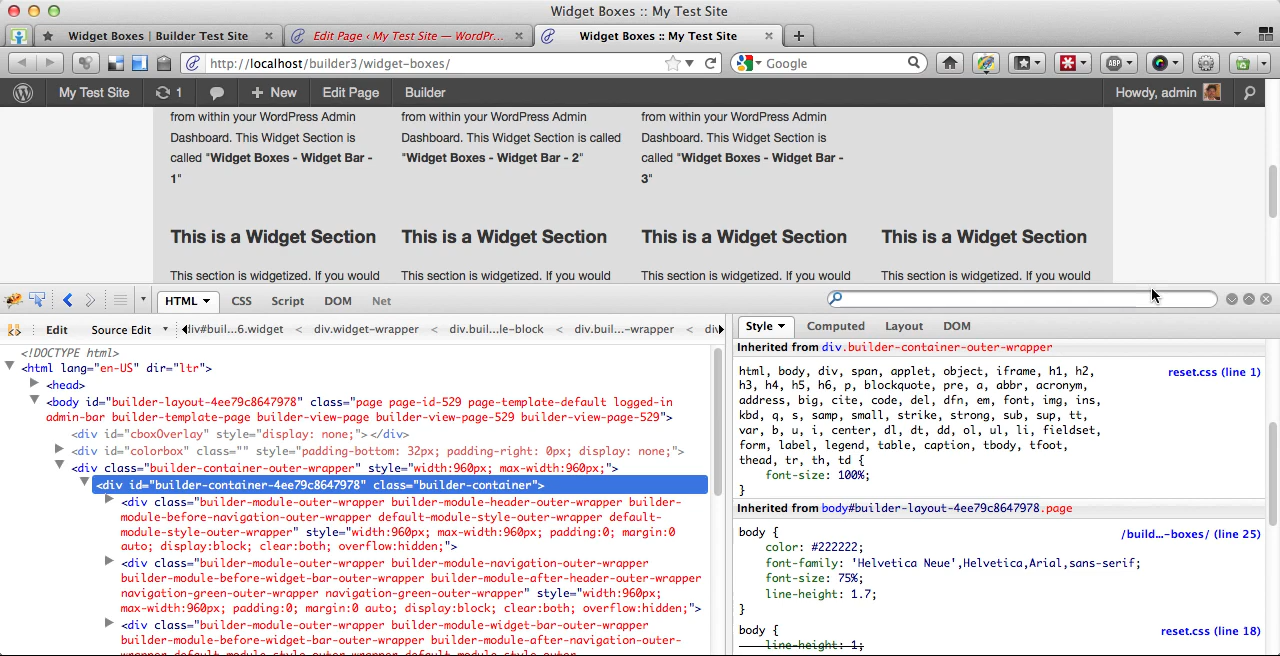 Widget Boxes :: My Test Site
Widget Boxes | Builder Test Site
Edit Page ‹ My Test Site — WordPr...
Widget Boxes :: My Test Site
http://localhost/builder3/widget-boxes/
Google
ABP
My Test Site
1
New
Edit Page
Builder
Howdy, admin
from within your WordPress Admin
Dashboard. This Widget Section is
called "Widget Boxes - Widget Bar -
1"
from within your WordPress Admin
Dashboard. This Widget Section is called
"Widget Boxes - Widget Bar - 2"
from within your WordPress Admin
Dashboard. This Widget Section is
called "Widget Boxes - Widget Bar -
3"
This is a Widget Section
This is a Widget Section
This is a Widget Section
This is a Widget Section
This section is widgetized. If you would
This section is widgetized. If you would
This section is widgetized. If you would
This section is widgetized. If you would
HTML
CSS
Script
DOM
Net
Edit
Source Edit
div#buil...6.widget < div.widget-wrapper < div.buil...le-block < div.buil...-wrapper < div
<!DOCTYPE html>
<html lang="en-US" dir="ltr">
<head>
<body id="builder-layout-4ee79c8647978" class="page page-id-529 page-template-default logged-in
admin-bar builder-template-page builder-view-page-529 builder-view-page-529">
<div id="cboxOverlay" style="display: none;"></div>
<div id="colorbox" class="" style="padding-bottom: 32px; padding-right: 0px; display: none;">
<div class="builder-container-outer-wrapper" style="width:960px; max-width:960px;">
<div id="builder-container-4ee79c8647978" class="builder-container">
<div class="builder-module-outer-wrapper builder-module-header-outer-wrapper builder-
module-before-navigation-outer-wrapper default-module-style-outer-wrapper default-
module-style-outer-wrapper" style="width:960px; max-width:960px; padding:0; margin:0
auto; display:block; clear:both; overflow:hidden;">
<div class="builder-module-outer-wrapper builder-module-navigation-outer-wrapper
builder-module-before-widget-bar-outer-wrapper builder-module-after-header-outer-wrapper
navigation-green-outer-wrapper navigation-green-outer-wrapper" style="width:960px;
max-width:960px; padding:0; margin:0 auto; display:block; clear:both; overflow:hidden;">
<div class="builder-module-outer-wrapper builder-module-widget-bar-outer-wrapper
builder-module-before-widget-bar-outer-wrapper builder-module-after-navigation-outer-
Style
Computed
Layout
DOM
Inherited from div.builder-container-outer-wrapper
html, body, div, span, applet, object, iframe, h1, h2,
reset.css (line 1)
h3, h4, h5, h6, p, blockquote, pre, a, abbr, acronym,
address, big, cite, code, del, dfn, em, font, img, ins,
kbd, q, s, samp, small, strike, strong, sub, sup, tt,
var, b, u, i, center, dl, dt, dd, ol, ul, li, fieldset,
form, label, legend, table, caption, tbody, tfoot,
thead, tr, th, td {
font-size: 100%;
}
Inherited from body#builder-layout-4ee79c8647978.page
body {
/build...-boxes/ (line 25)
color: #222222;
font-family: 'Helvetica Neue',Helvetica,Arial,sans-serif;
font-size: 75%;
line-height: 1.7;
}
body {
reset.css (line 18)
line-height: 1;